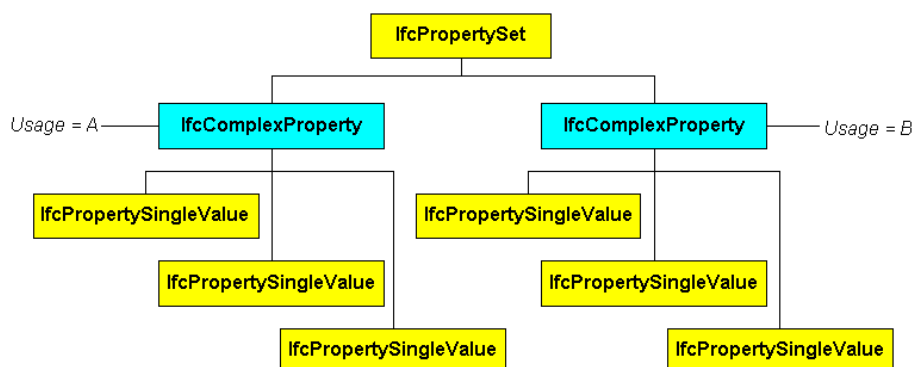 IfcPropertySet
Usage = A
IfcComplexProperty
IfcComplexProperty
Usage = B
IfcPropertySingleValue
IfcPropertySingleValue
IfcPropertySingleValue
IfcPropertySingleValue
IfcPropertySingleValue
IfcPropertySingleValue